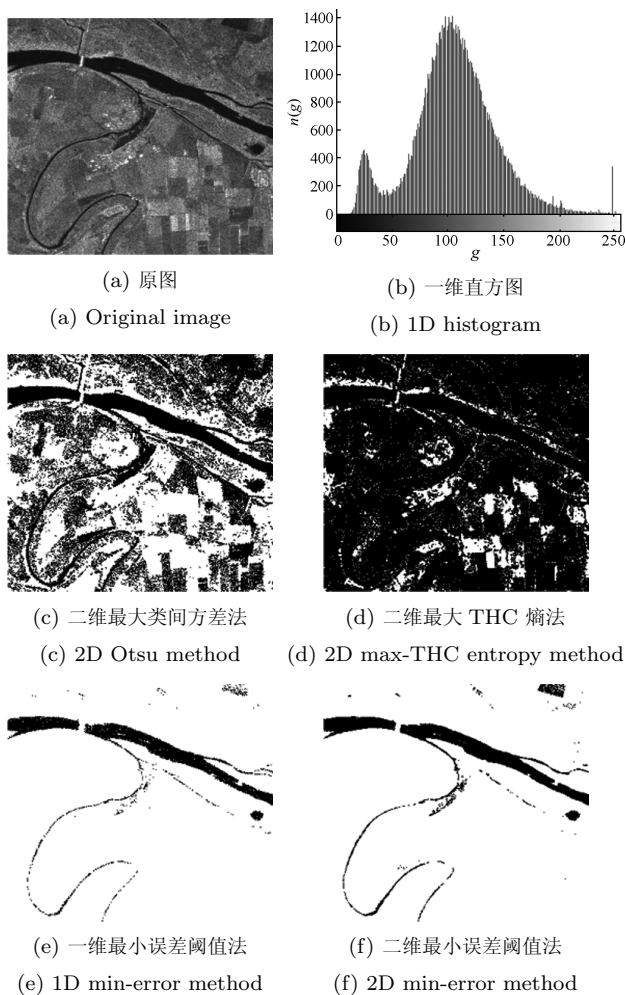 1400
1200
1000
800
600
400
200
0
n(g)
0 50 100 150 200 250
g
(a) 原图
(a) Original image
(b) 一维直方图
(b) 1D histogram
(c) 二维最大类间方差法
(c) 2D Otsu method
(d) 二维最大 THC 熵法
(d) 2D max-THC entropy method
(e) 一维最小误差阈值法
(e) 1D min-error method
(f) 二维最小误差阈值法
(f) 2D min-error method